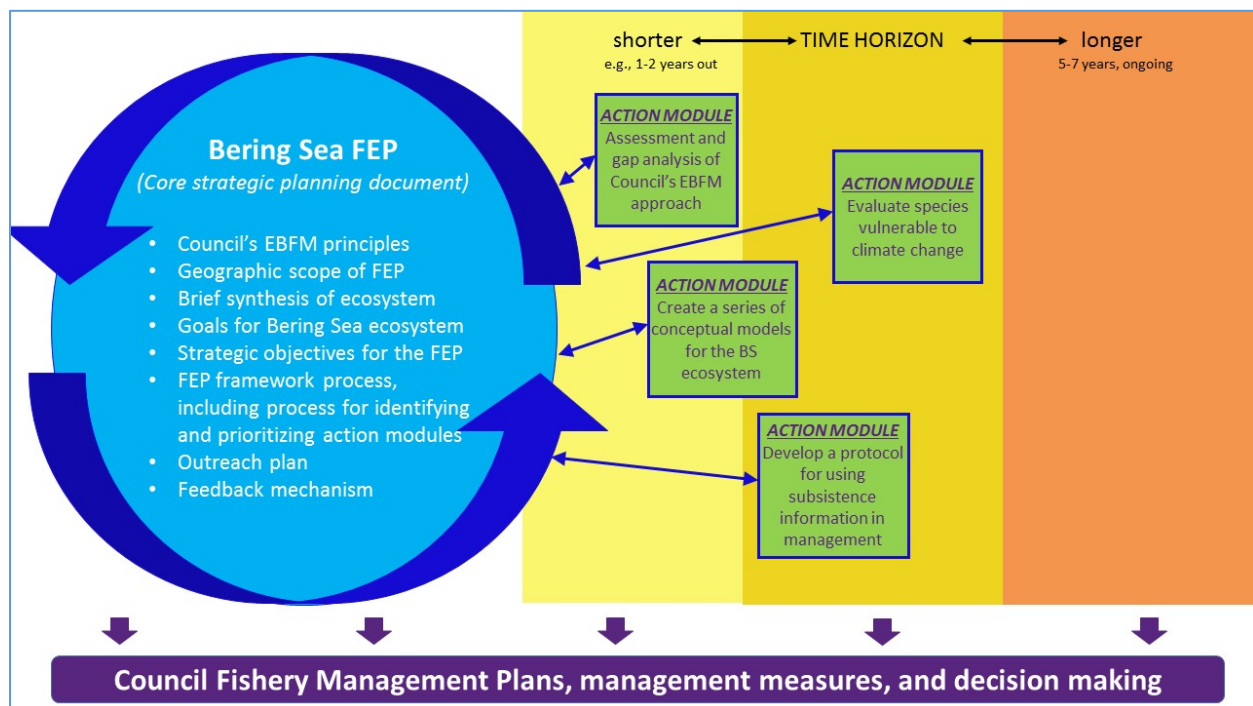 shorter
TIME HORIZON
longer
e.g., 1-2 years out
5-7 years, ongoing
Bering Sea FEP
(Core strategic planning document)
• Council's EBFM principles
• Geographic scope of FEP
• Brief synthesis of ecosystem
• Goals for Bering Sea ecosystem
• Strategic objectives for the FEP
• FEP framework process,
including process for identifying
and prioritizing action modules
• Outreach plan
• Feedback mechanism
ACTION MODULE
Assessment and
gap analysis of
Council's EBFM
approach
ACTION MODULE
Evaluate species
vulnerable to
climate change
ACTION MODULE
Create a series of
conceptual models
for the BS
ecosystem
ACTION MODULE
Develop a protocol
for using
subsistence
information in
management
Council Fishery Management Plans, management measures, and decision making